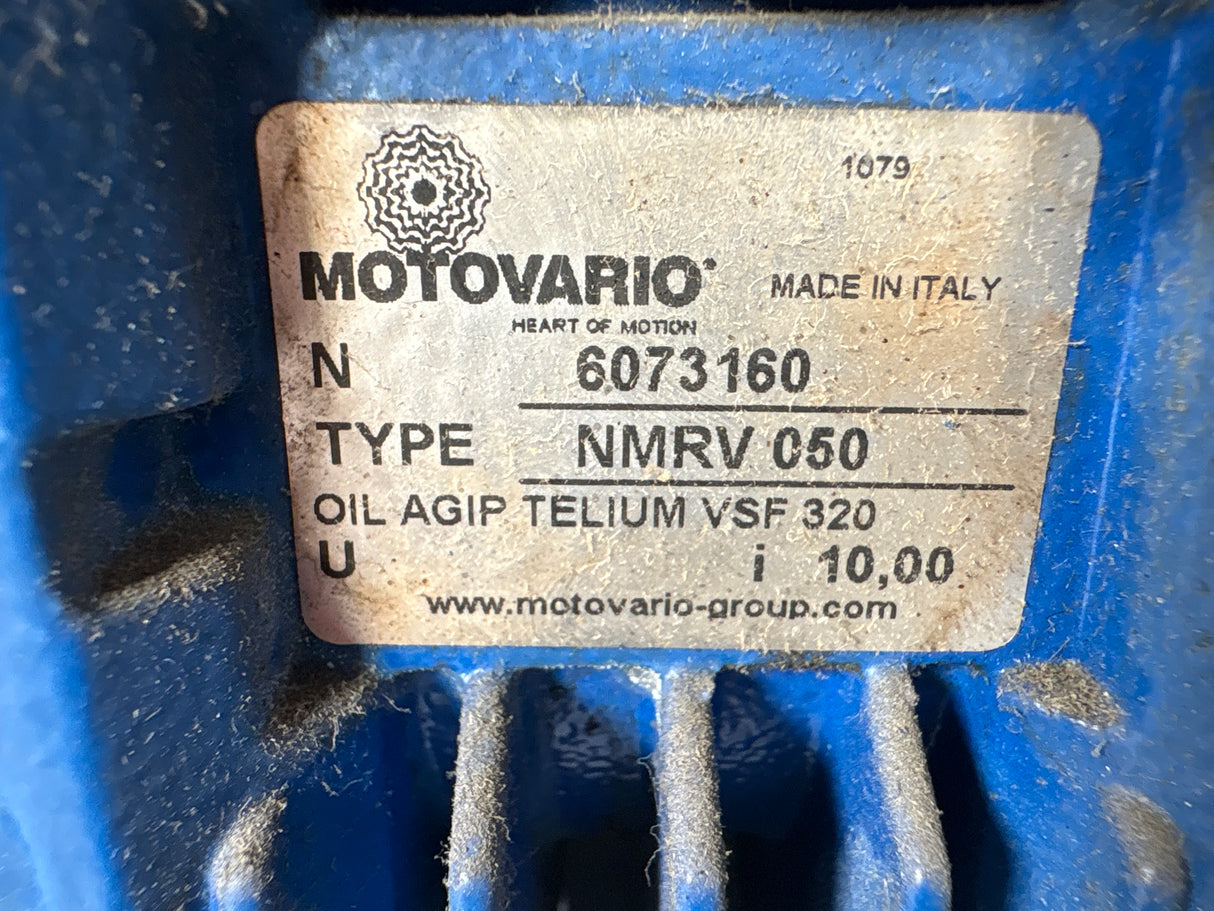 1079
MOTOVARIO®
MADE IN ITALY
HEART OF MOTION
N 6073160
TYPE NMRV 050
OIL AGIP TELIUM VSF 320
U i 10,00
www.motovario-group.com